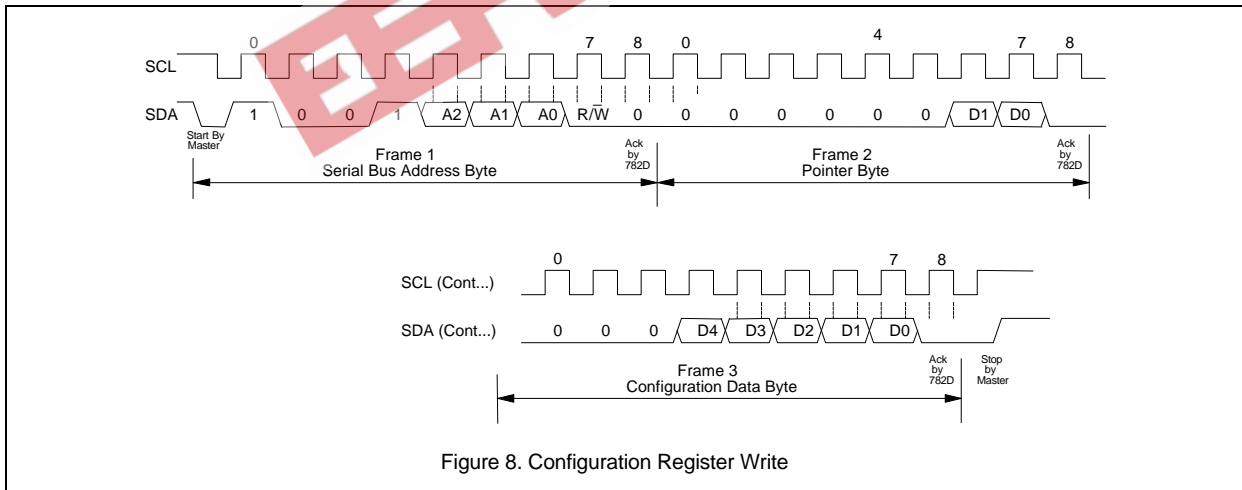 0 7 8 0 4 7 8
SCL
SDA 1 0 0 1 A2 A1 A0 R/W̅ 0 0 0 0 0 0 0 D1 D0
Start By
Master
Frame 1
Serial Bus Address Byte
Ack
by
782D
Frame 2
Pointer Byte
Ack
by
782D
0 7 8
SCL (Cont...)
SDA (Cont...) 0 0 0 D4 D3 D2 D1 D0
Frame 3
Configuration Data Byte
Ack
by
782D
Stop
by
Master
Figure 8. Configuration Register Write